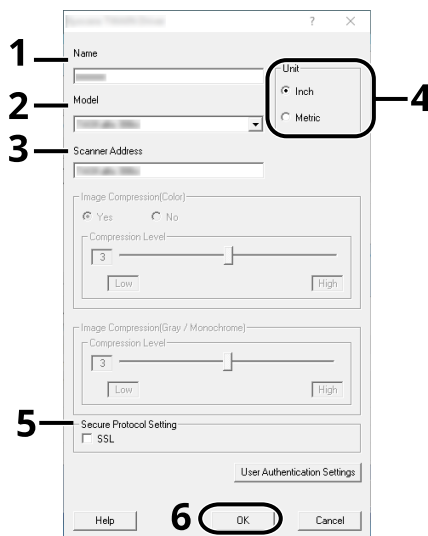 ? ×
1 Name
Unit
Inch
Metric
4
2 Model
3 Scanner Address
Image Compression(Color)
Yes No
Compression Level
3
Low High
Image Compression(Gray / Monochrome)
Compression Level
3
Low High
5 Secure Protocol Setting
SSL
User Authentication Settings
Help 6 OK Cancel